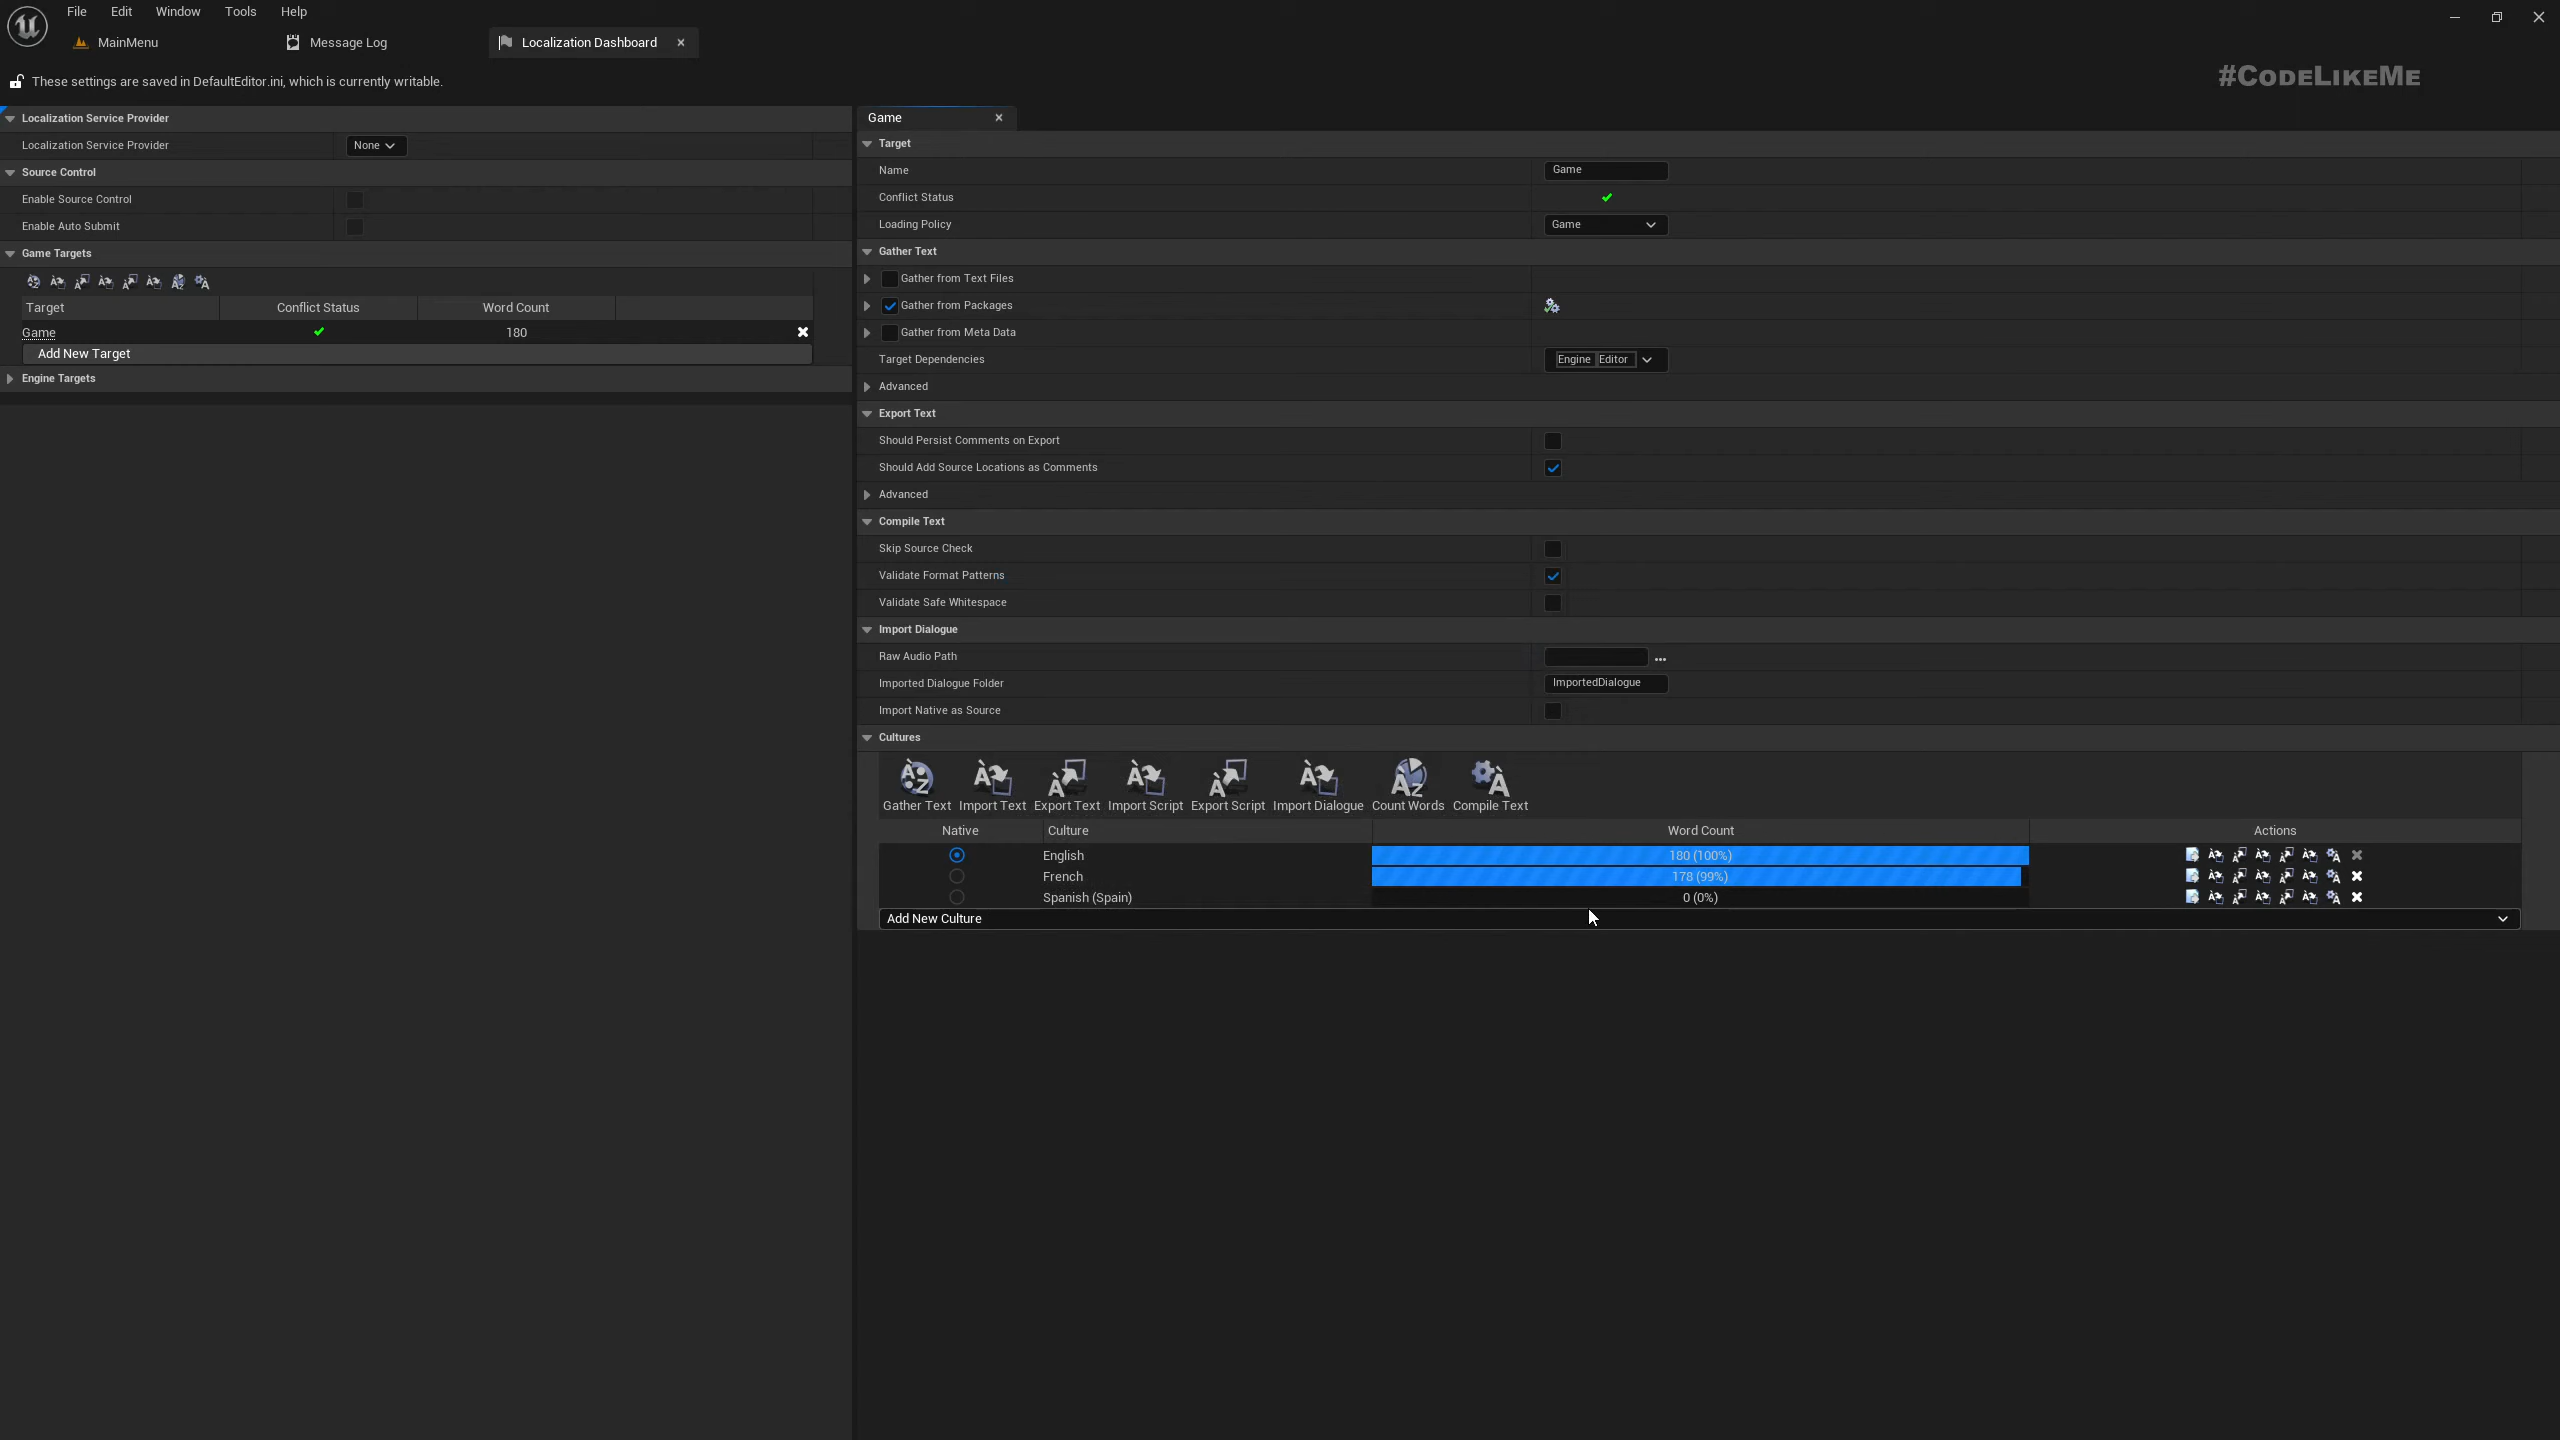 File Edit Window Tools Help
MainMenu Message Log Localization Dashboard
These settings are saved in DefaultEditor.ini, which is currently writable.
#CodeLikeMe
Localization Service Provider
Localization Service Provider None
Source Control
Enable Source Control
Enable Auto Submit
Game Targets
Target Conflict Status Word Count
Game 180
Add New Target
Engine Targets
Game
Target
Name Game
Conflict Status
Loading Policy Game
Gather Text
Gather from Text Files
Gather from Packages
Gather from Meta Data
Target Dependencies Engine Editor
Advanced
Export Text
Should Persist Comments on Export
Should Add Source Locations as Comments
Advanced
Compile Text
Skip Source Check
Validate Format Patterns
Validate Safe Whitespace
Import Dialogue
Raw Audio Path ...
Imported Dialogue Folder ImportedDialogue
Import Native as Source
Cultures
Gather Text Import Text Export Text Import Script Export Script Import Dialogue Count Words Compile Text
Native Culture Word Count Actions
English 180 (100%)
French 178 (99%)
Spanish (Spain) 0 (0%)
Add New Culture